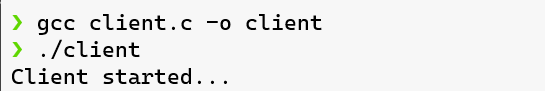 ❯ gcc client.c -o client
❯ ./client
Client started...